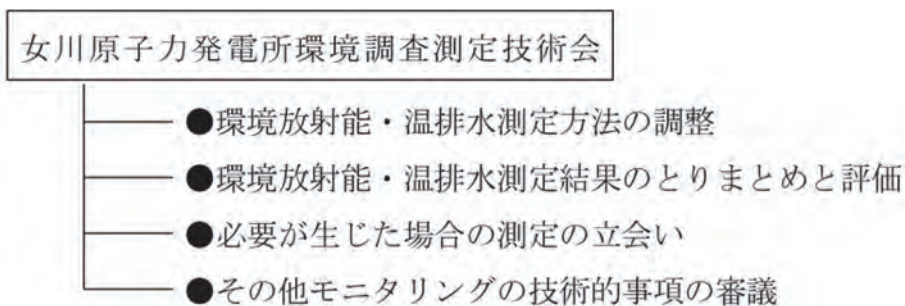 女川原子力発電所環境調査測定技術会
●環境放射能・温排水測定方法の調整
●環境放射能・温排水測定結果のとりまとめと評価
●必要が生じた場合の測定の立会い
●その他モニタリングの技術的事項の審議